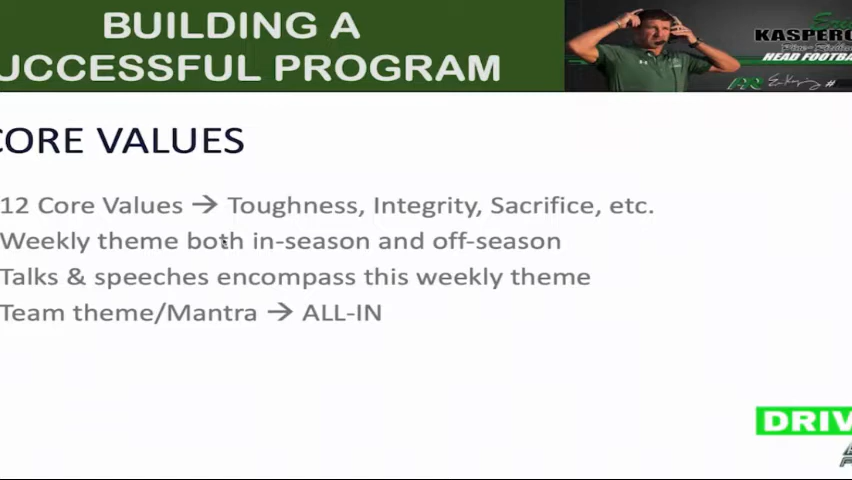 BUILDING A
UCCESSFUL PROGRAM
KASPERO
HEAD FOOTBA
CORE VALUES
12 Core Values → Toughness, Integrity, Sacrifice, etc.
Weekly theme both in-season and off-season
Talks & speeches encompass this weekly theme
Team theme/Mantra → ALL-IN
DRIV